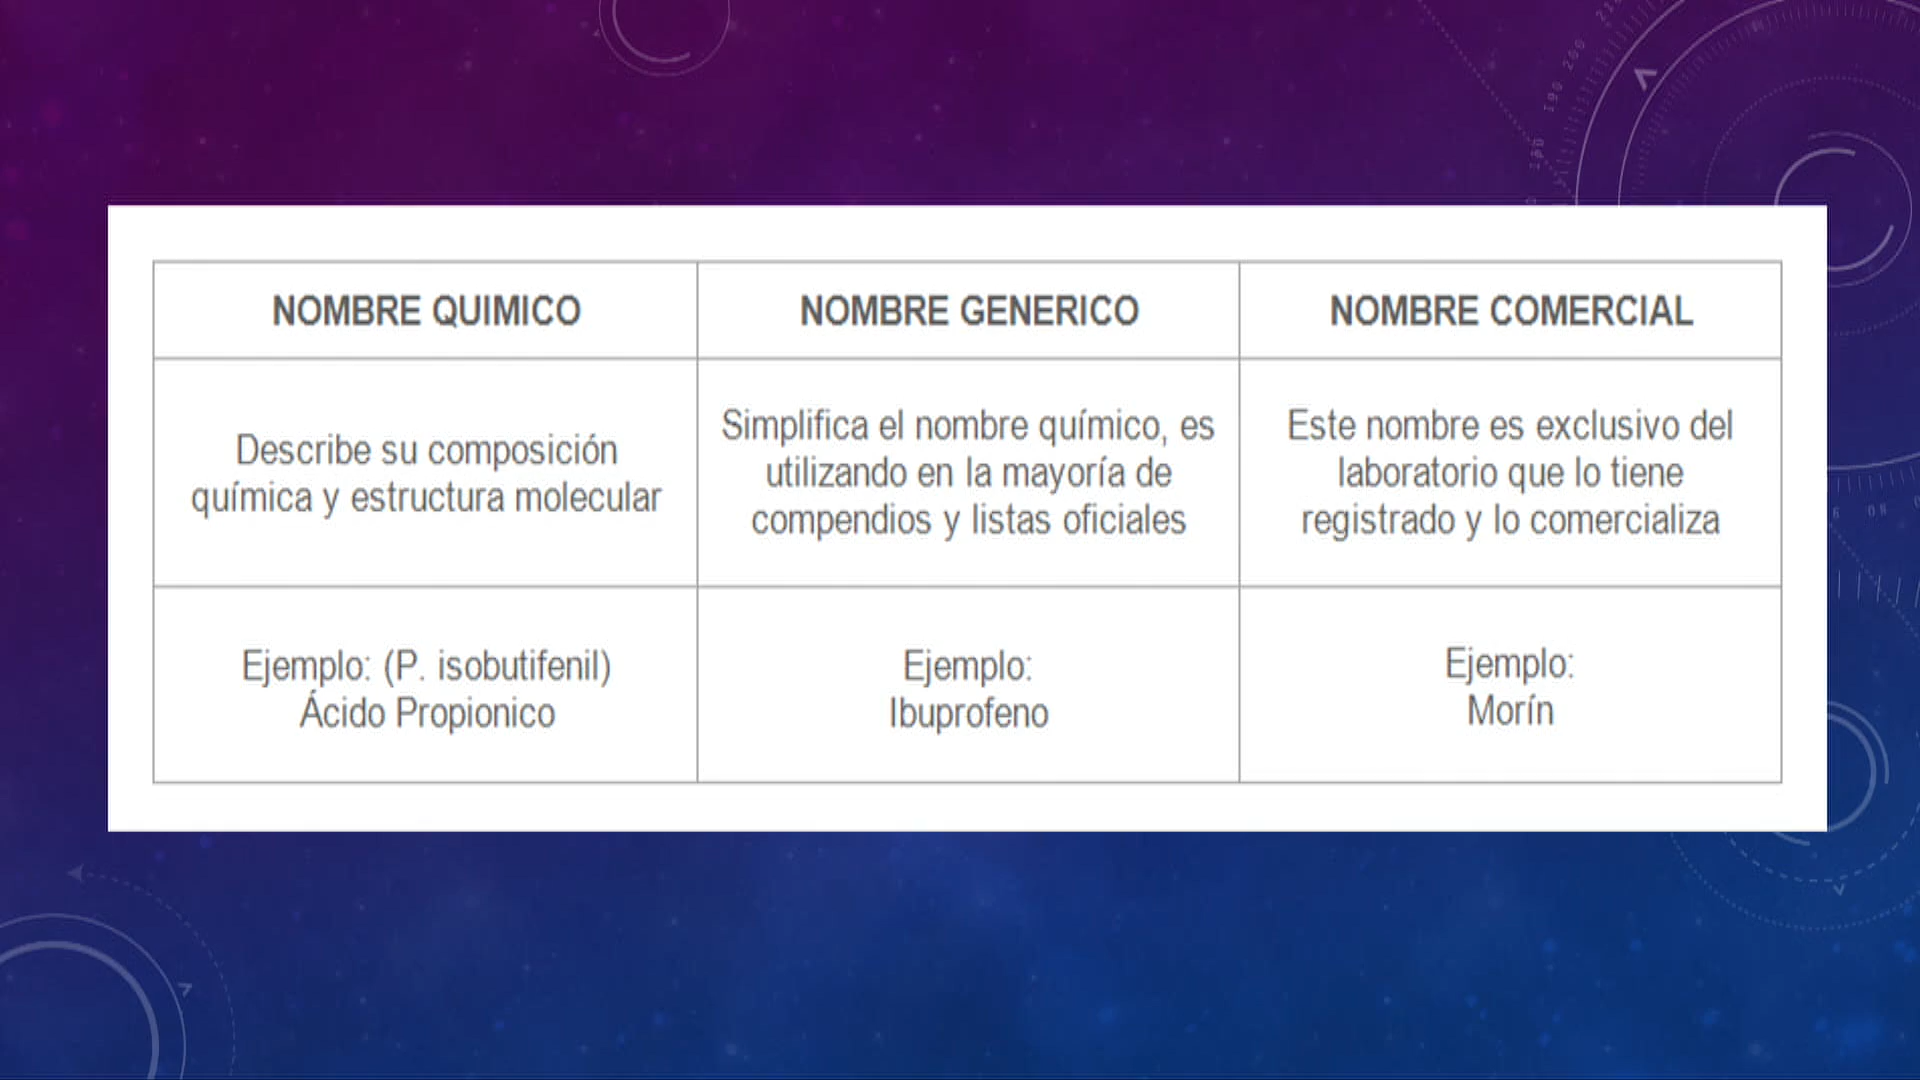 NOMBRE QUIMICO
NOMBRE GENERICO
NOMBRE COMERCIAL
Describe su composición
química y estructura molecular
Simplifica el nombre químico, es
utilizando en la mayoría de
compendios y listas oficiales
Este nombre es exclusivo del
laboratorio que lo tiene
registrado y lo comercializa
Ejemplo: (P. isobutifenil)
Ácido Propionico
Ejemplo:
Ibuprofeno
Ejemplo:
Morín